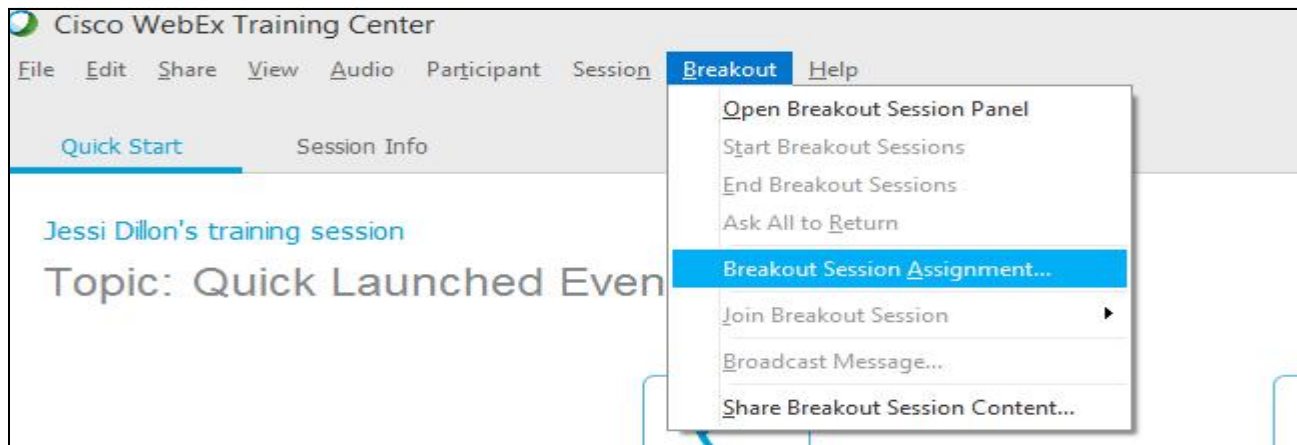 Cisco WebEx Training Center
File Edit Share View Audio Participant Session Breakout Help
Open Breakout Session Panel
Quick Start Session Info
Start Breakout Sessions
End Breakout Sessions
Ask All to Return
Jessi Dillon's training session
Breakout Session Assignment...
Topic: Quick Launched Even
Join Breakout Session
Broadcast Message...
Share Breakout Session Content...